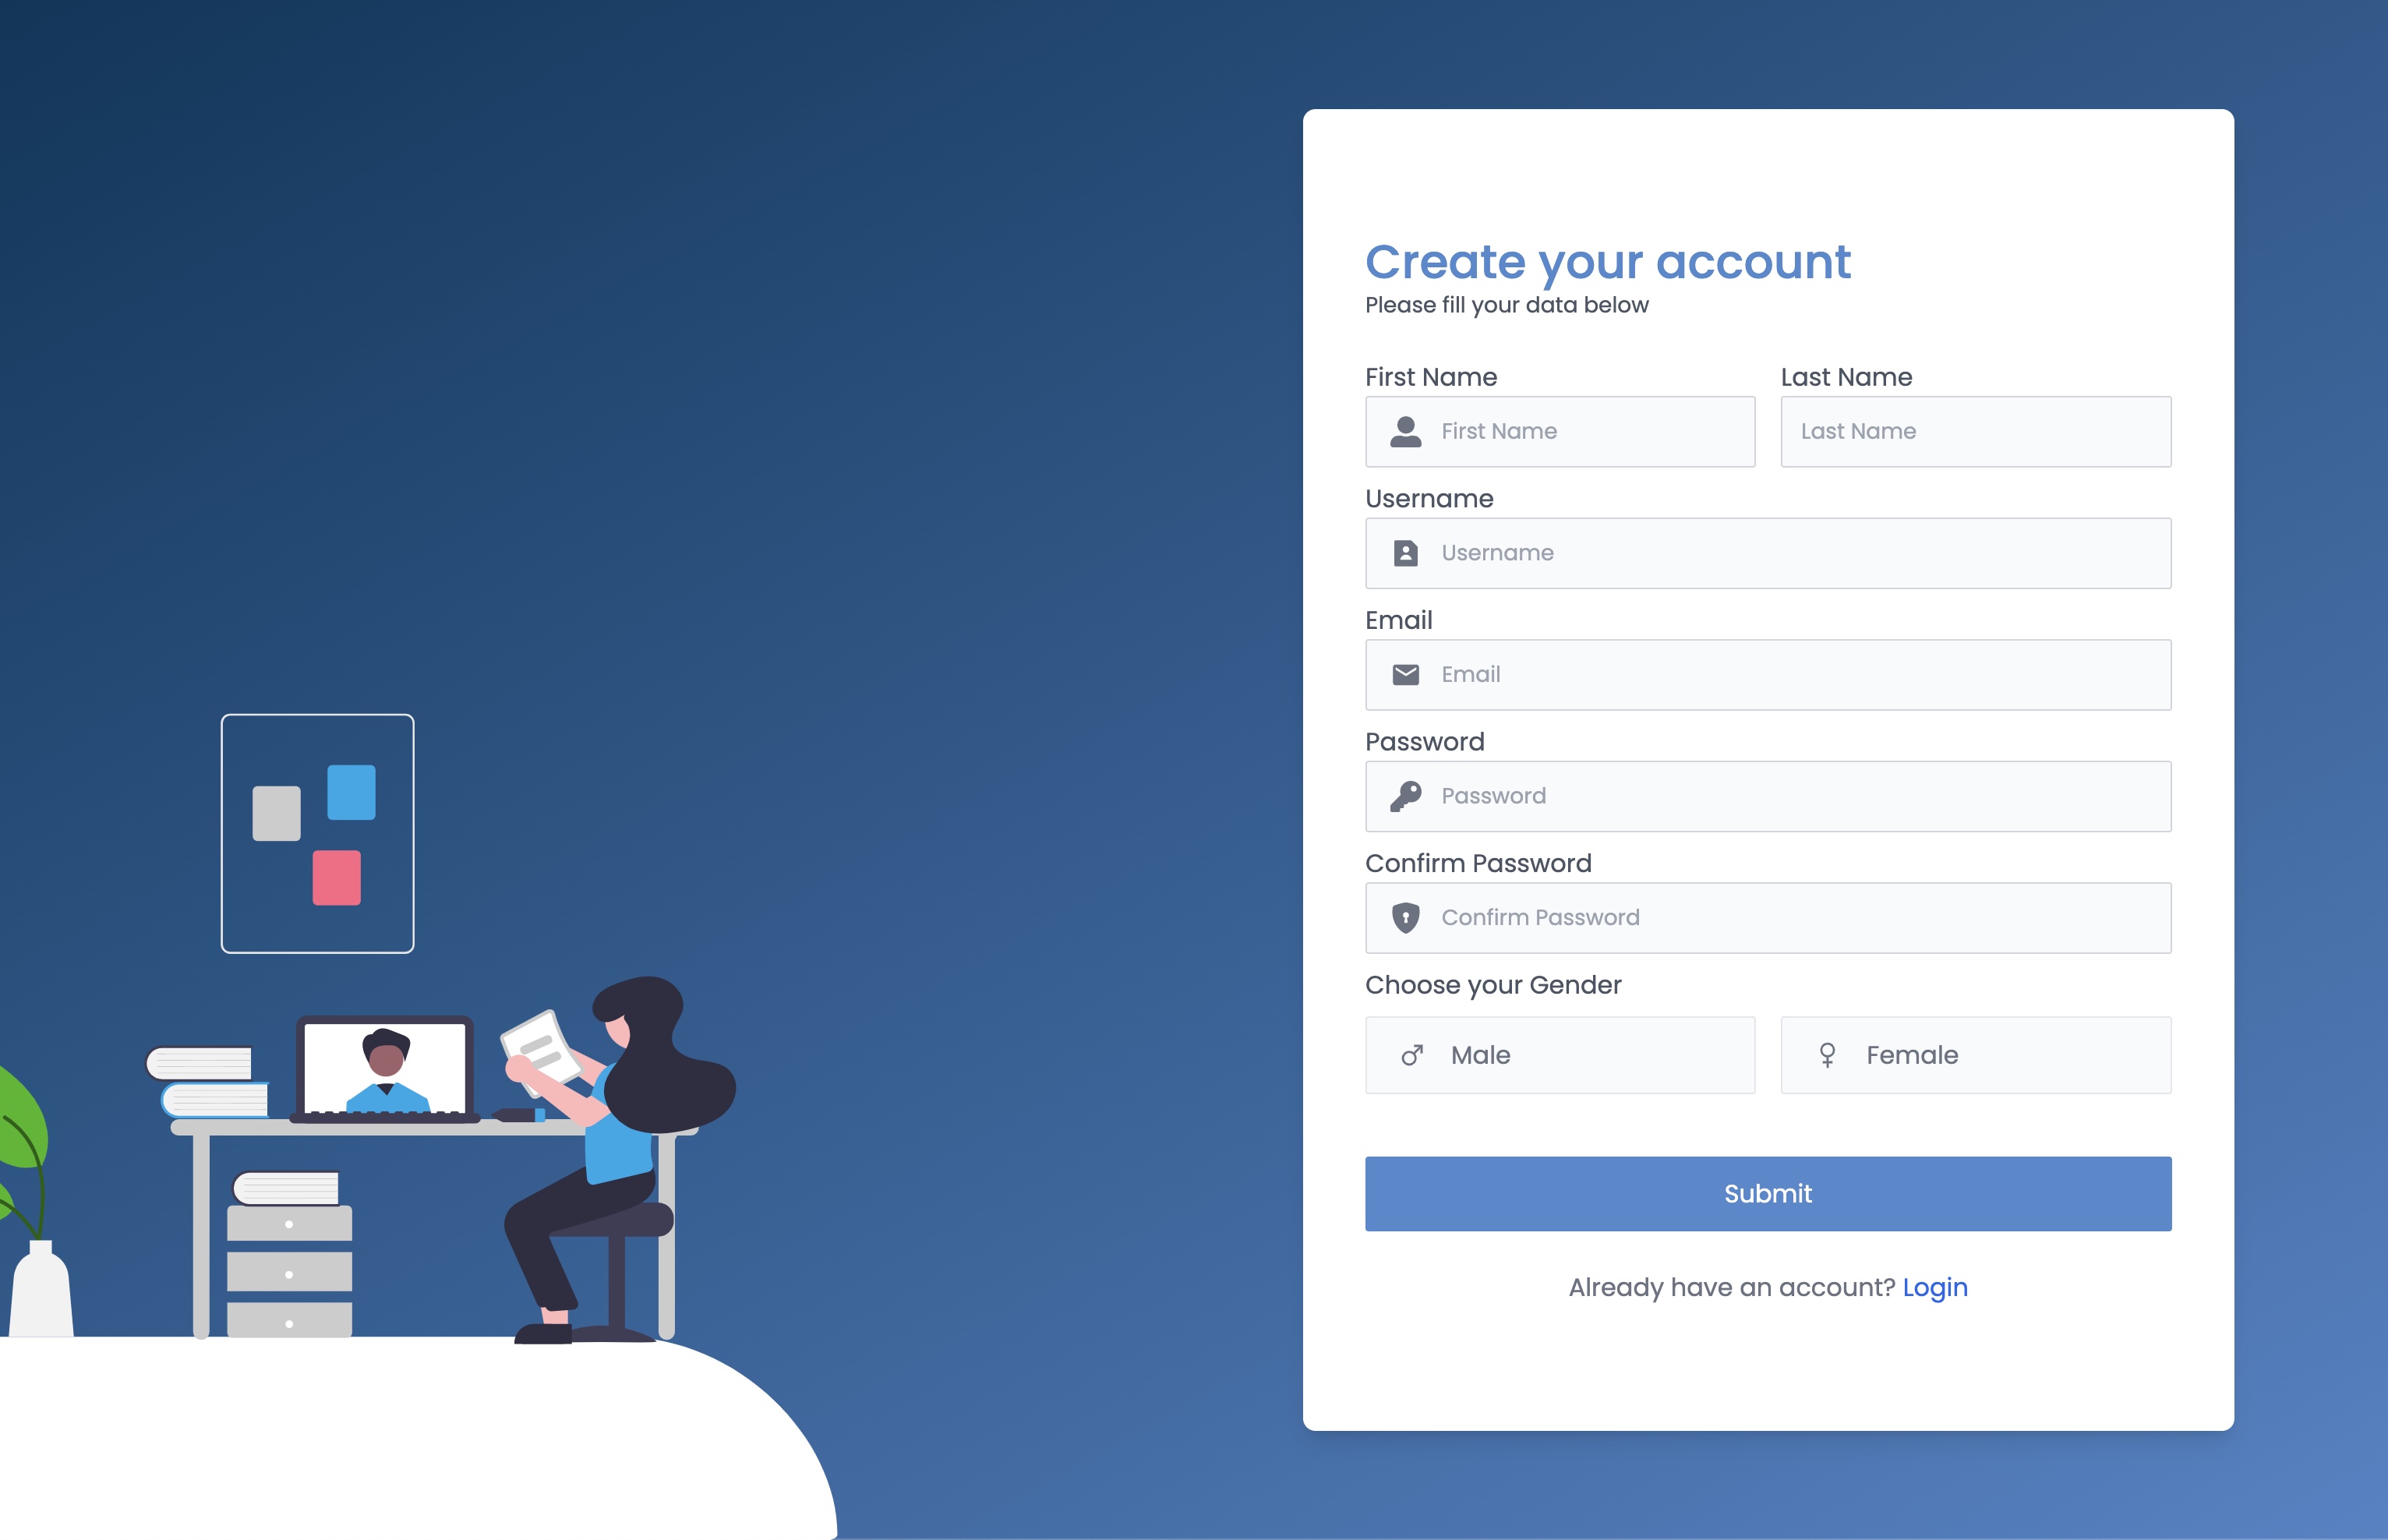 Create your account
Please fill your data below
First Name
Last Name
First Name
Last Name
Username
Username
Email
Email
Password
Password
Confirm Password
Confirm Password
Choose your Gender
Male
Female
Submit
Already have an account? Login